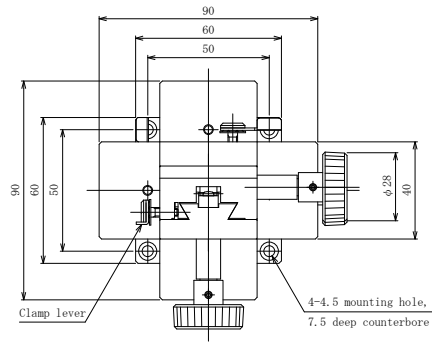 90
60
50
90
60
50
φ28
40
Clamp lever
4-4.5 mounting hole,
7.5 deep counterbore